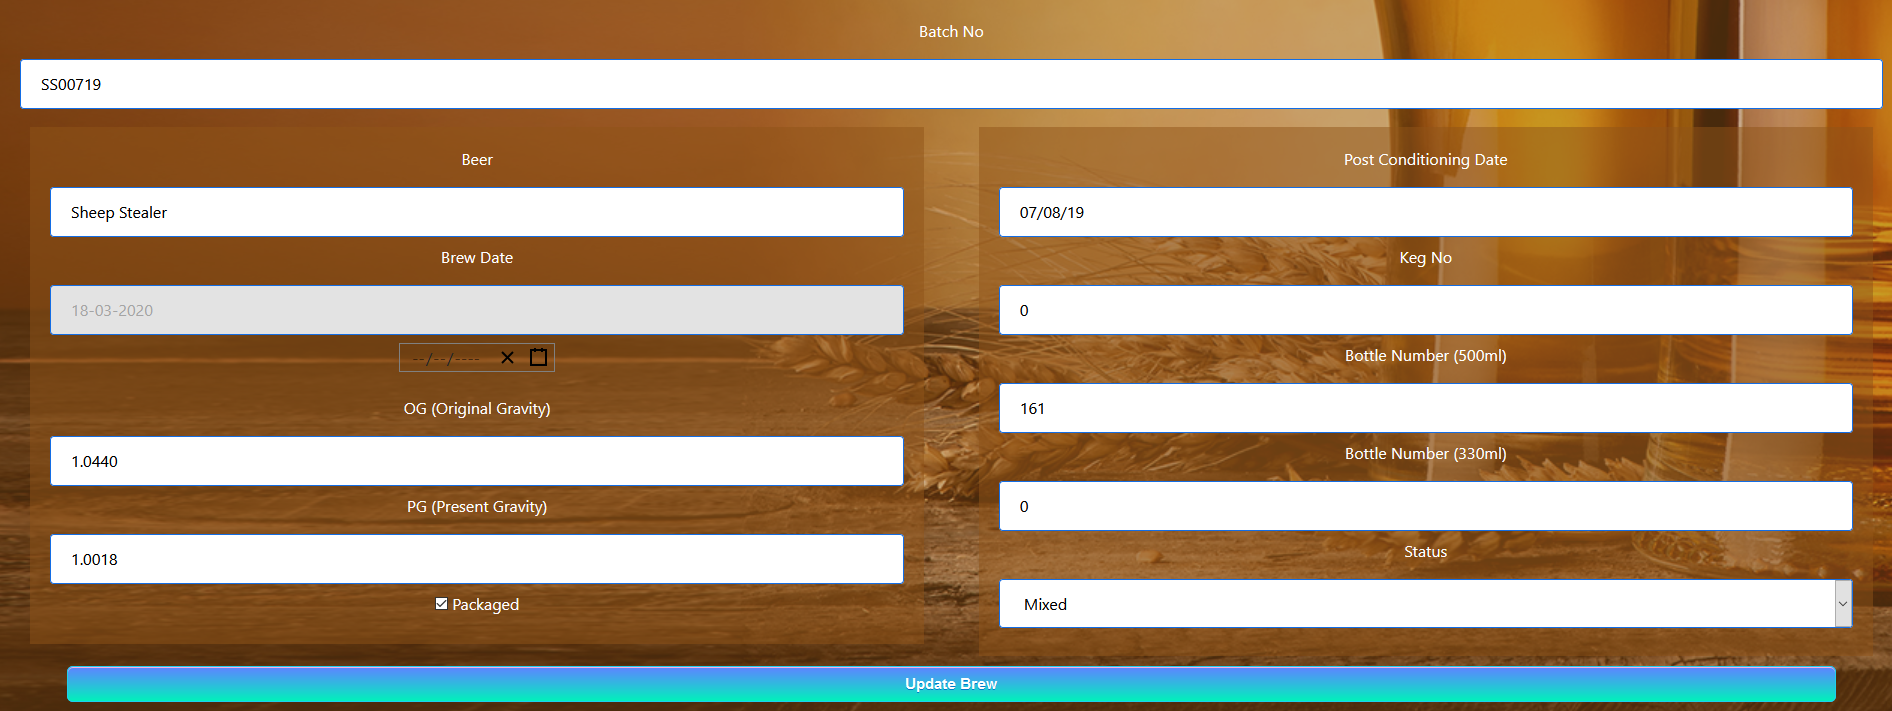 Batch No
SS00719
Beer
Sheep Stealer
Brew Date
18-03-2020
--/--/----
OG (Original Gravity)
1.0440
PG (Present Gravity)
1.0018
Packaged
Post Conditioning Date
07/08/19
Keg No
0
Bottle Number (500ml)
161
Bottle Number (330ml)
0
Status
Mixed
Update Brew